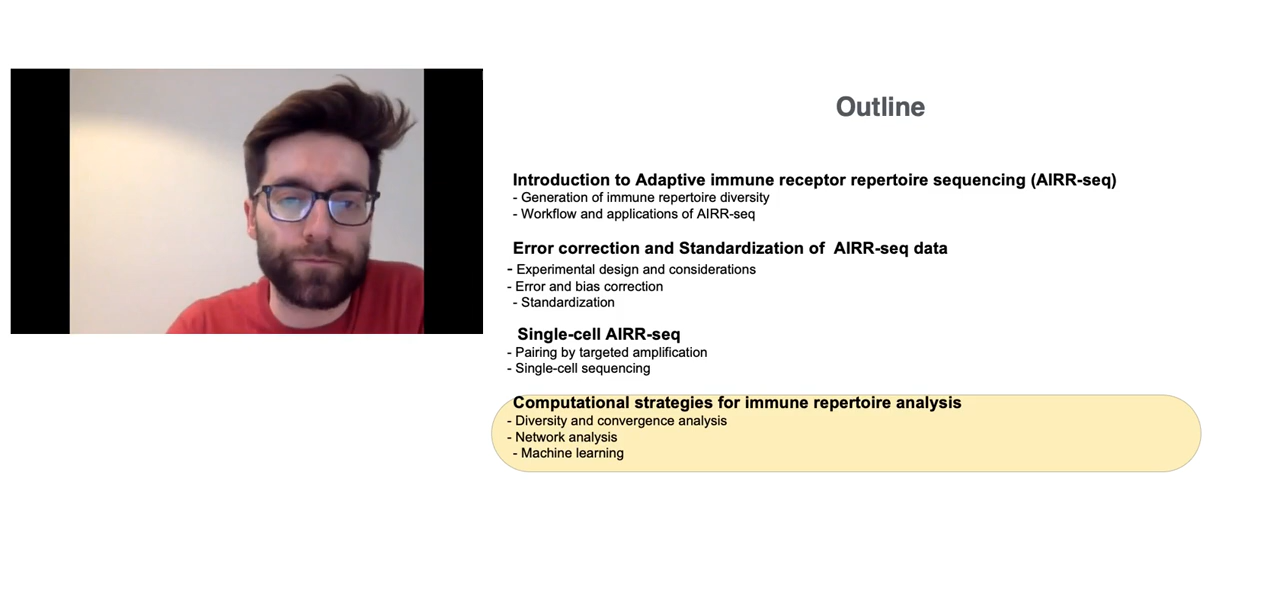 Outline
Introduction to Adaptive immune receptor repertoire sequencing (AIRR-seq)
- Generation of immune repertoire diversity
- Workflow and applications of AIRR-seq
Error correction and Standardization of  AIRR-seq data
- Experimental design and considerations
- Error and bias correction
- Standardization
Single-cell AIRR-seq
- Pairing by targeted amplification
- Single-cell sequencing
Computational strategies for immune repertoire analysis
- Diversity and convergence analysis
- Network analysis
- Machine learning